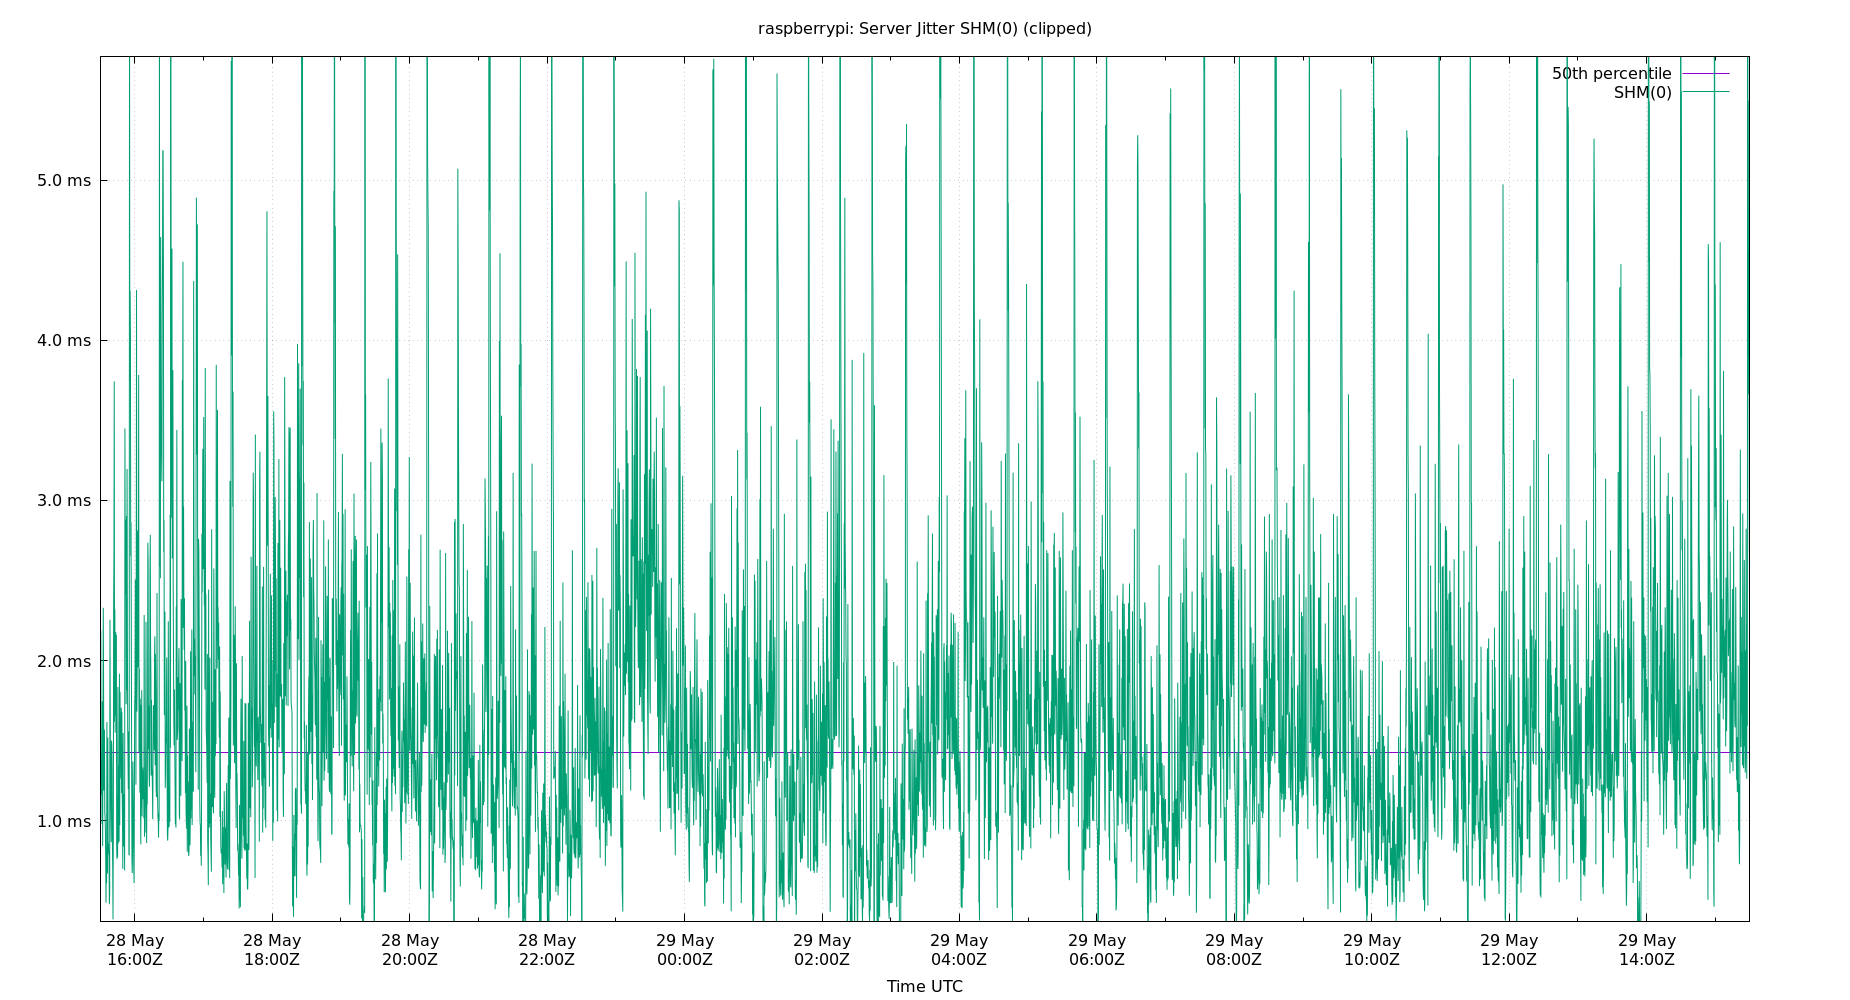 raspberrypi: Server Jitter SHM(0) (clipped)
50th percentile
SHM(0)
5.0 ms
4.0 ms
3.0 ms
2.0 ms
1.0 ms
28 May 28 May 28 May 28 May 29 May 29 May 29 May 29 May 29 May 29 May 29 May 29 May
16:00Z 18:00Z 20:00Z 22:00Z 00:00Z 02:00Z 04:00Z 06:00Z 08:00Z 10:00Z 12:00Z 14:00Z
Time UTC